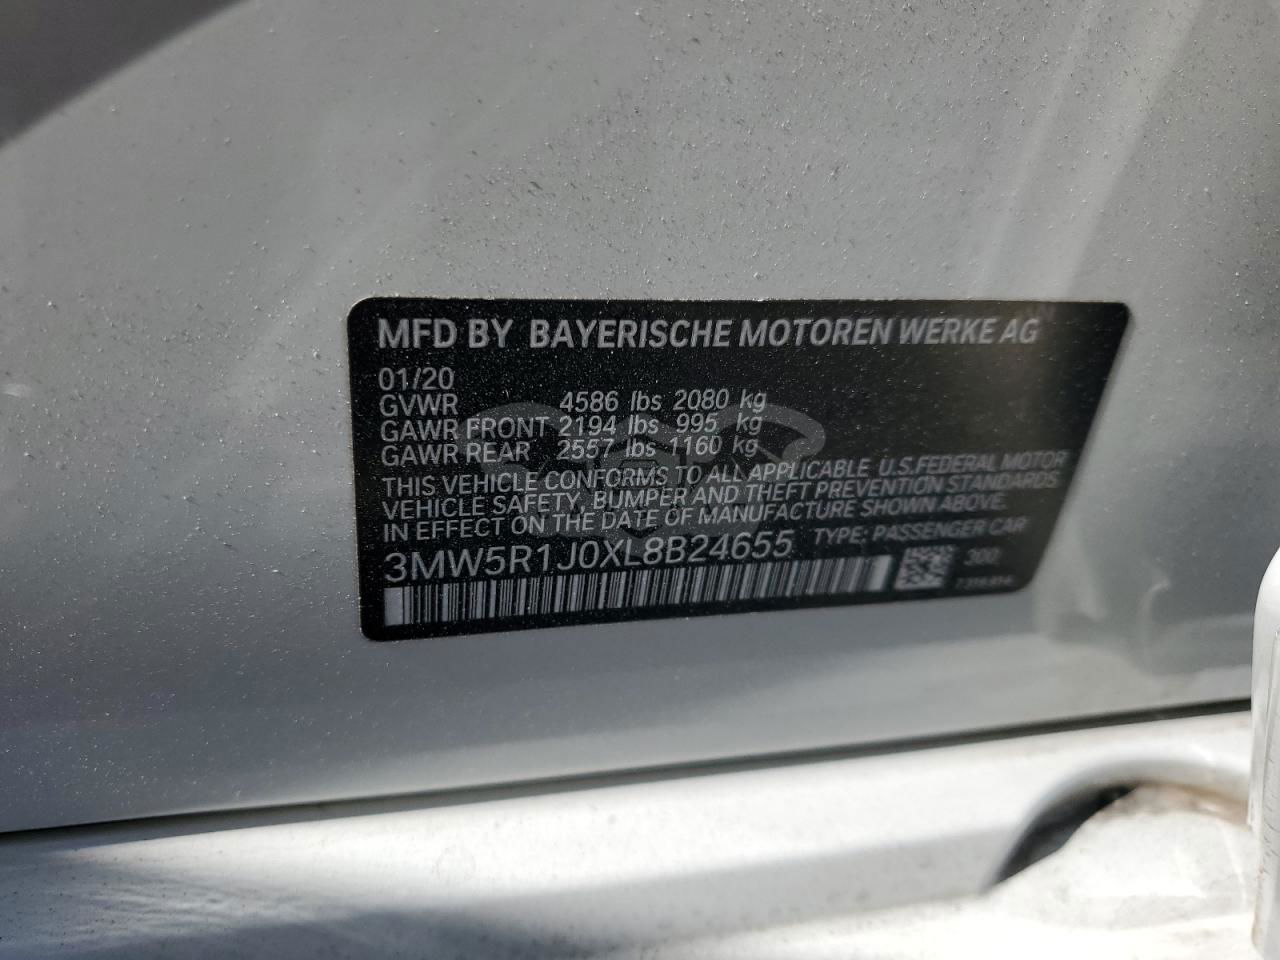 MFD BY BAYERISCHE MOTOREN WERKE AG
01/20
GVWR 4586 lbs 2080 kg
GAWR FRONT 2194 lbs 995 kg
GAWR REAR 2557 lbs 1160 kg
THIS VEHICLE CONFORMS TO ALL APPLICABLE U.S.FEDERAL MOTOR
VEHICLE SAFETY, BUMPER AND THEFT PREVENTION STANDARDS
IN EFFECT ON THE DATE OF MANUFACTURE SHOWN ABOVE.
3MW5R1J0XL8B24655 TYPE: PASSENGER CAR
300